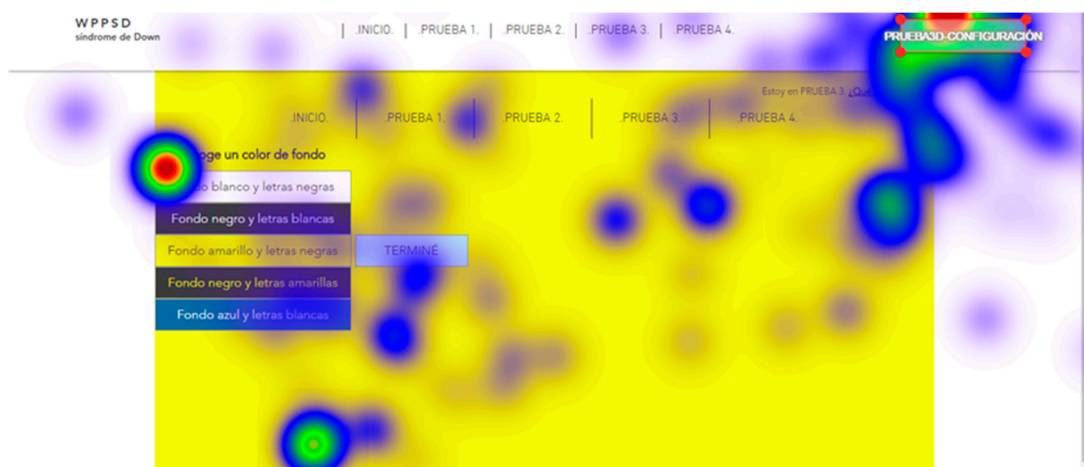 WPPSD
síndrome de Down
.INICIO. .PRUEBA 1. .PRUEBA 2. .PRUEBA 3. .PRUEBA 4.
PRUEBA3D-CONFIGURACIÓN
Estoy en PRUEBA 3. ¿Qué
.INICIO. .PRUEBA 1. .PRUEBA 2. .PRUEBA 3. .PRUEBA 4.
oge un color de fondo
blanco y letras negras
Fondo negro y letras blancas
Fondo amarillo y letras negras
TERMINÉ
Fondo negro y letras amarillas
Fondo azul y letras blancas